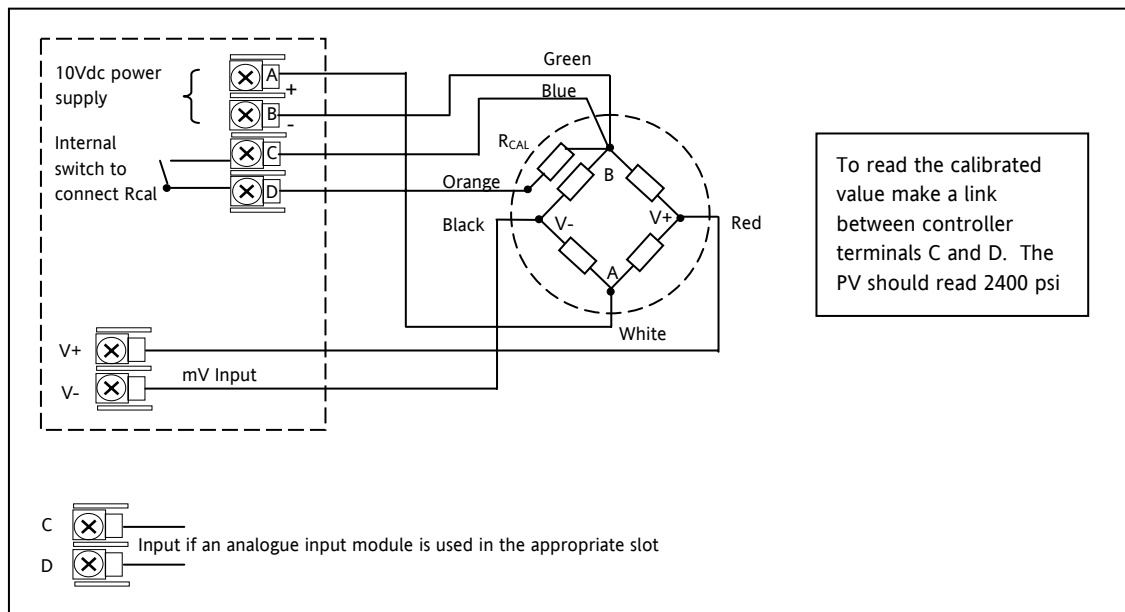 10Vdc power
supply
A
+
B
-
Internal
switch to
connect Rcal
C
D
Green
Blue
RCAL
B
Orange
Black
V-
V+
Red
A
White
V+
V-
mV Input
To read the calibrated
value make a link
between controller
terminals C and D.  The
PV should read 2400 psi
C
D
Input if an analogue input module is used in the appropriate slot